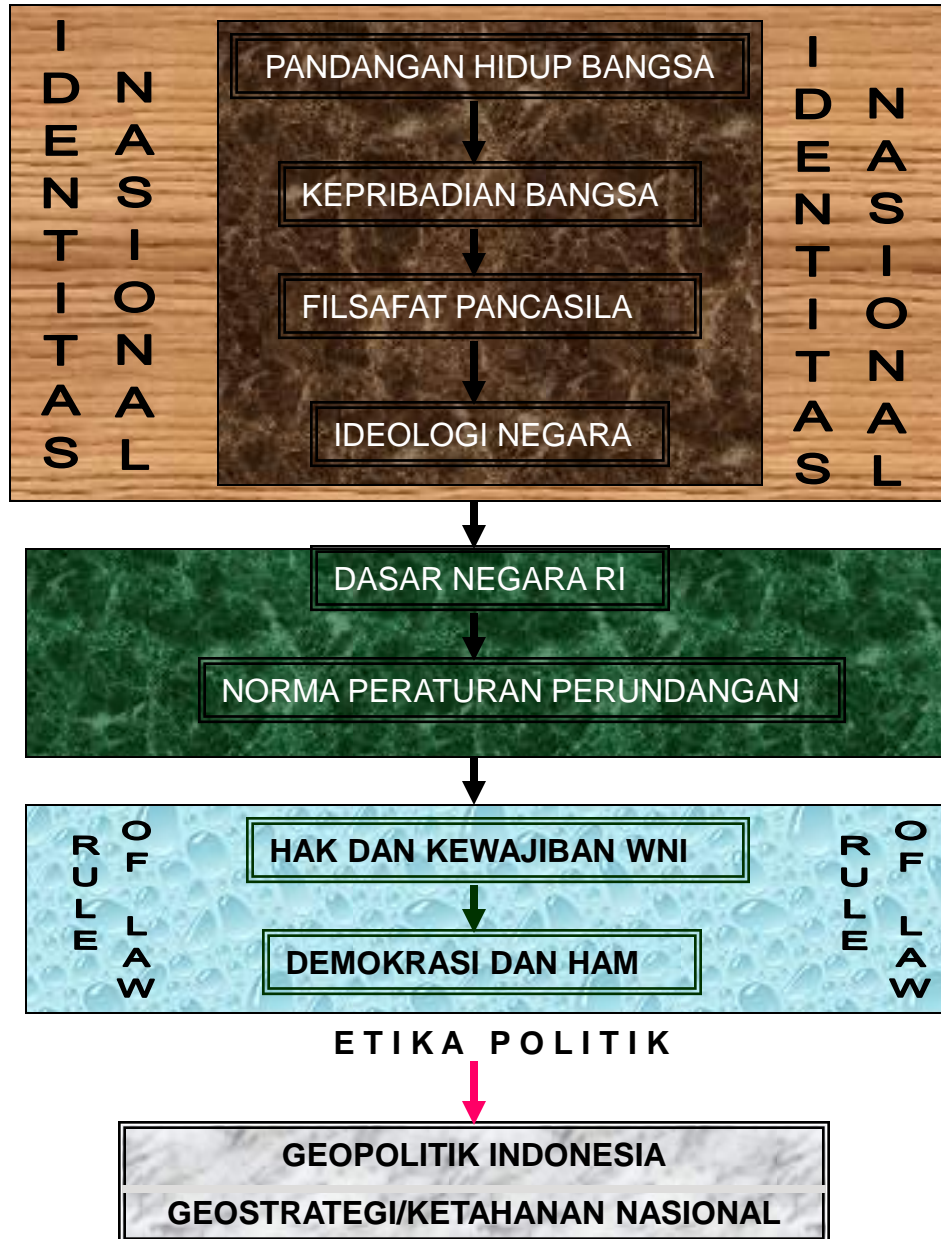 IDENTITAS
NASIONAL
PANDANGAN HIDUP BANGSA
KEPRIBADIAN BANGSA
FILSAFAT PANCASILA
IDEOLOGI NEGARA
IDENTITAS
NASIONAL
DASAR NEGARA RI
NORMA PERATURAN PERUNDANGAN
RULE
OF LAW
HAK DAN KEWAJIBAN WNI
DEMOKRASI DAN HAM
RULE
OF LAW
ETIKA POLITIK
GEOPOLITIK INDONESIA
GEOSTRATEGI/KETAHANAN NASIONAL